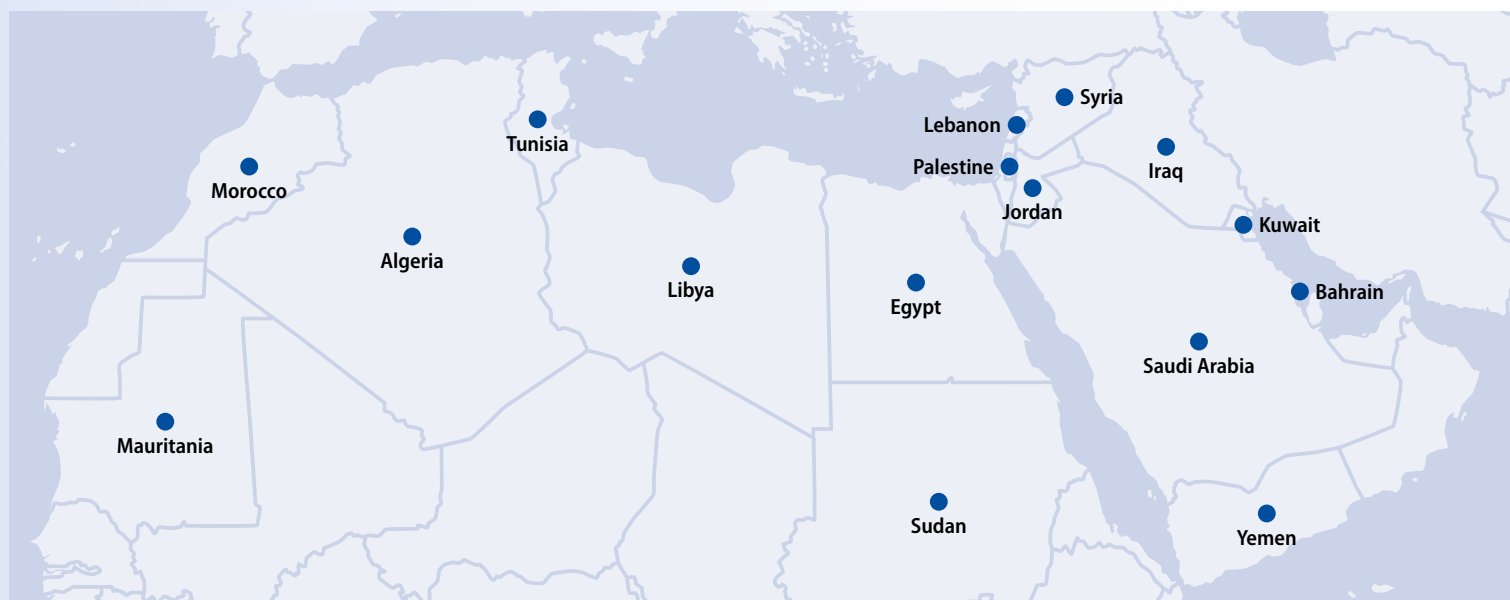 Syria
Lebanon
Tunisia
Iraq
Palestine
Morocco
Jordan
Kuwait
Algeria
Libya
Bahrain
Egypt
Saudi Arabia
Mauritania
Sudan
Yemen